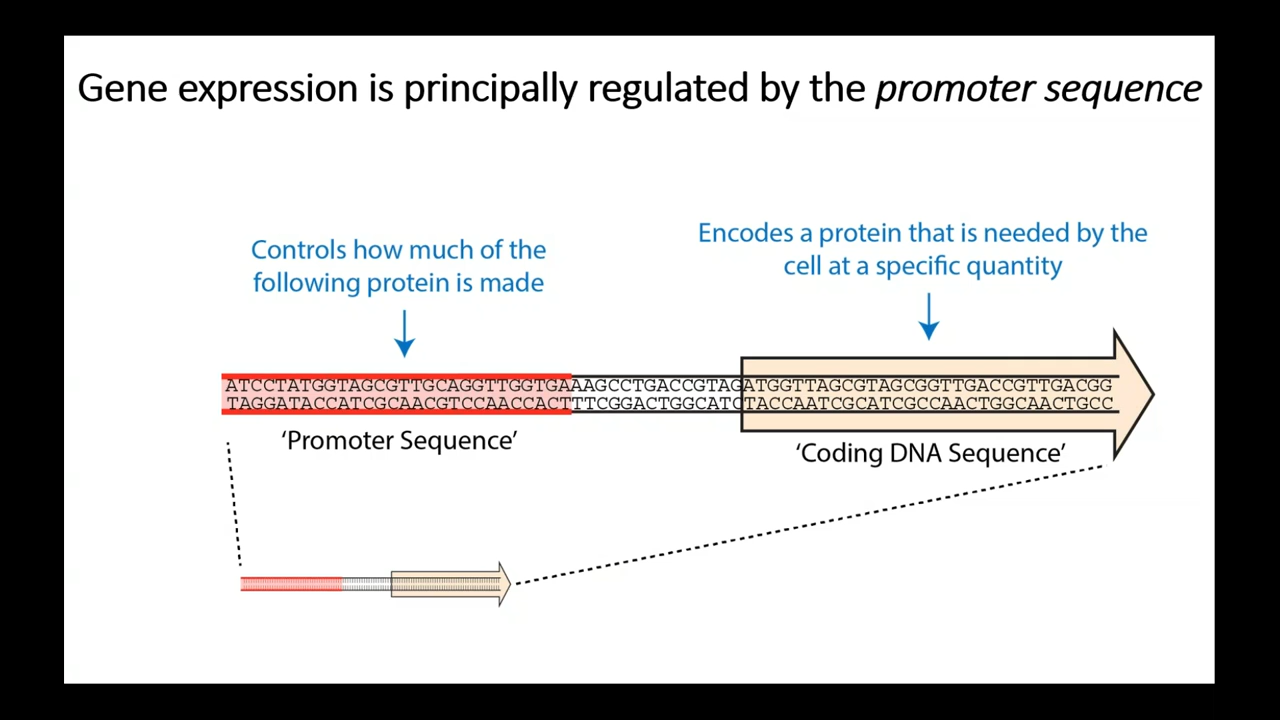 Gene expression is principally regulated by the promoter sequence
Controls how much of the
following protein is made
Encodes a protein that is needed by the
cell at a specific quantity
ATCCTATGGTAGCGTTGCAGGTTGGTGAAAGCCTGACCGTAGATGGTTAGCGTAGCGGTTGACCGTTGACGG
TAGGATACCATCGCAACGTCCAACCACTTTCGGACTGGCATCTACCAATCGCATCGCCAACTGGCAACTGCC
‘Promoter Sequence’
‘Coding DNA Sequence’